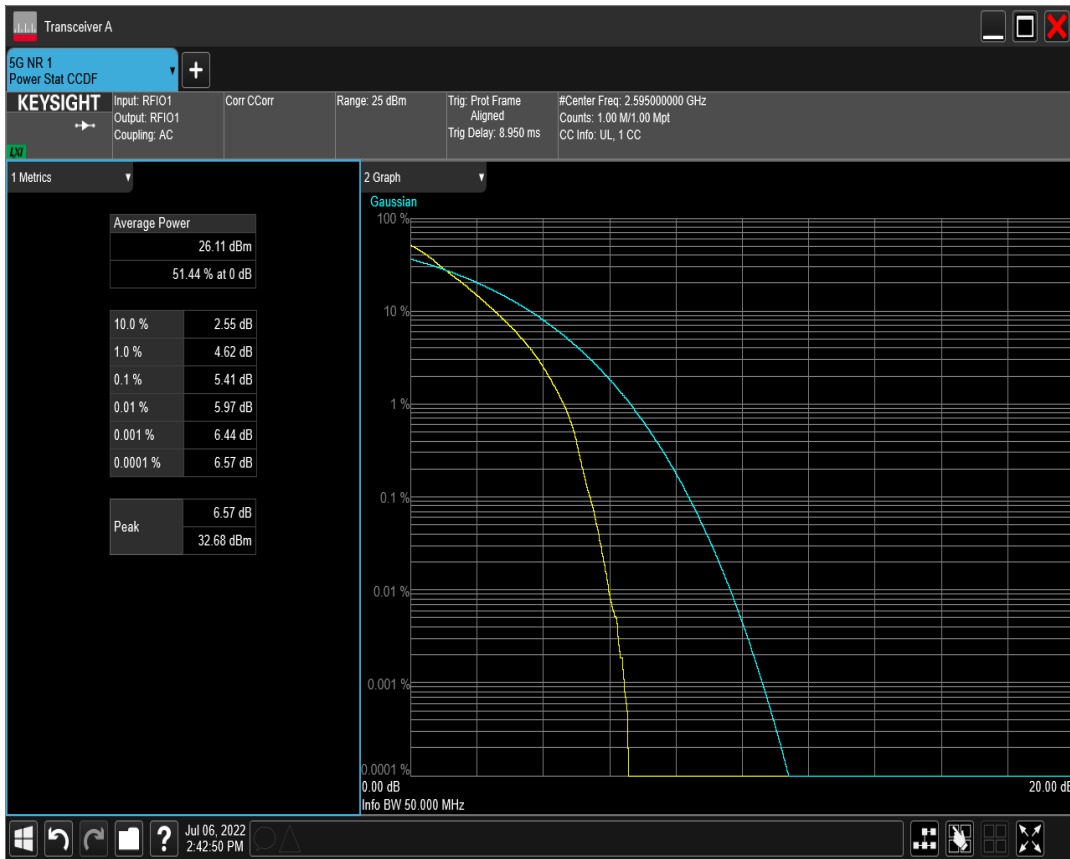 Transceiver A
5G NR 1
Power Stat CCDF
+
KEYSIGHT
LXI
Input: RFIO1
Output: RFIO1
Coupling: AC
Corr CCorr
Range: 25 dBm
Trig: Prot Frame
Aligned
Trig Delay: 8.950 ms
#Center Freq: 2.595000000 GHz
Counts: 1.00 M/1.00 Mpt
CC Info: UL, 1 CC
1 Metrics
Average Power
26.11 dBm
51.44 % at 0 dB
10.0 % 2.55 dB
1.0 % 4.62 dB
0.1 % 5.41 dB
0.01 % 5.97 dB
0.001 % 6.44 dB
0.0001 % 6.57 dB
Peak
6.57 dB
32.68 dBm
2 Graph
Gaussian
100 %
10 %
1 %
0.1 %
0.01 %
0.001 %
0.0001 %
0.00 dB 20.00 dB
Info BW 50.000 MHz
?
Jul 06, 2022
2:42:50 PM